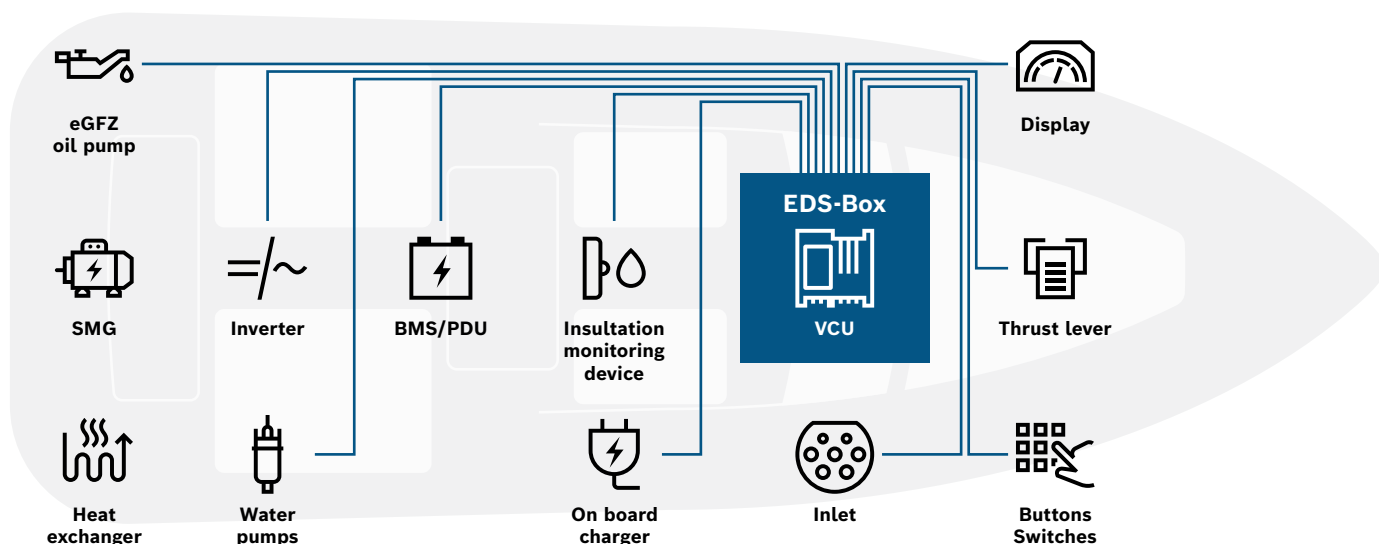 eGFZ
oil pump
Display
EDS-Box
VCU
SMG
Inverter
BMS/PDU
Insultation
monitoring
device
Thrust lever
Heat
exchanger
Water
pumps
On board
charger
Inlet
Buttons
Switches